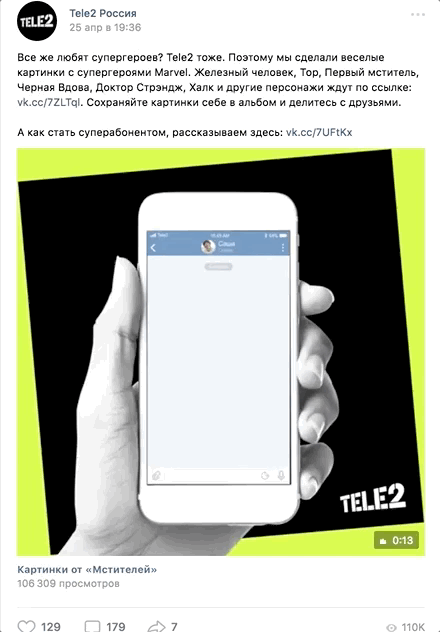 TELE2
Tele2 Россия
25 апр в 19:36
Все же любят супергероев? Tele2 тоже. Поэтому мы сделали веселые
картинки с супергероями Marvel. Железный человек, Тор, Первый мститель,
Черная Вдова, Доктор Стрэндж, Халк и другие персонажи ждут по ссылке:
vk.cc/7ZLTql. Сохраняйте картинки себе в альбом и делитесь с друзьями.
А как стать суперабонентом, рассказываем здесь: vk.cc/7UFtKx
Саша
TELE2
0:13
Картинки от «Мстителей»
106 309 просмотров
129
179
7
110K